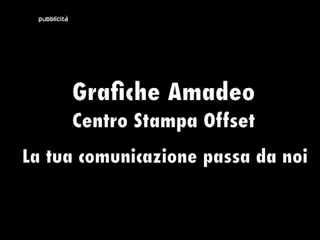 pubblicità
Grafiche Amadeo
Centro Stampa Offset
La tua comunicazione passa da noi